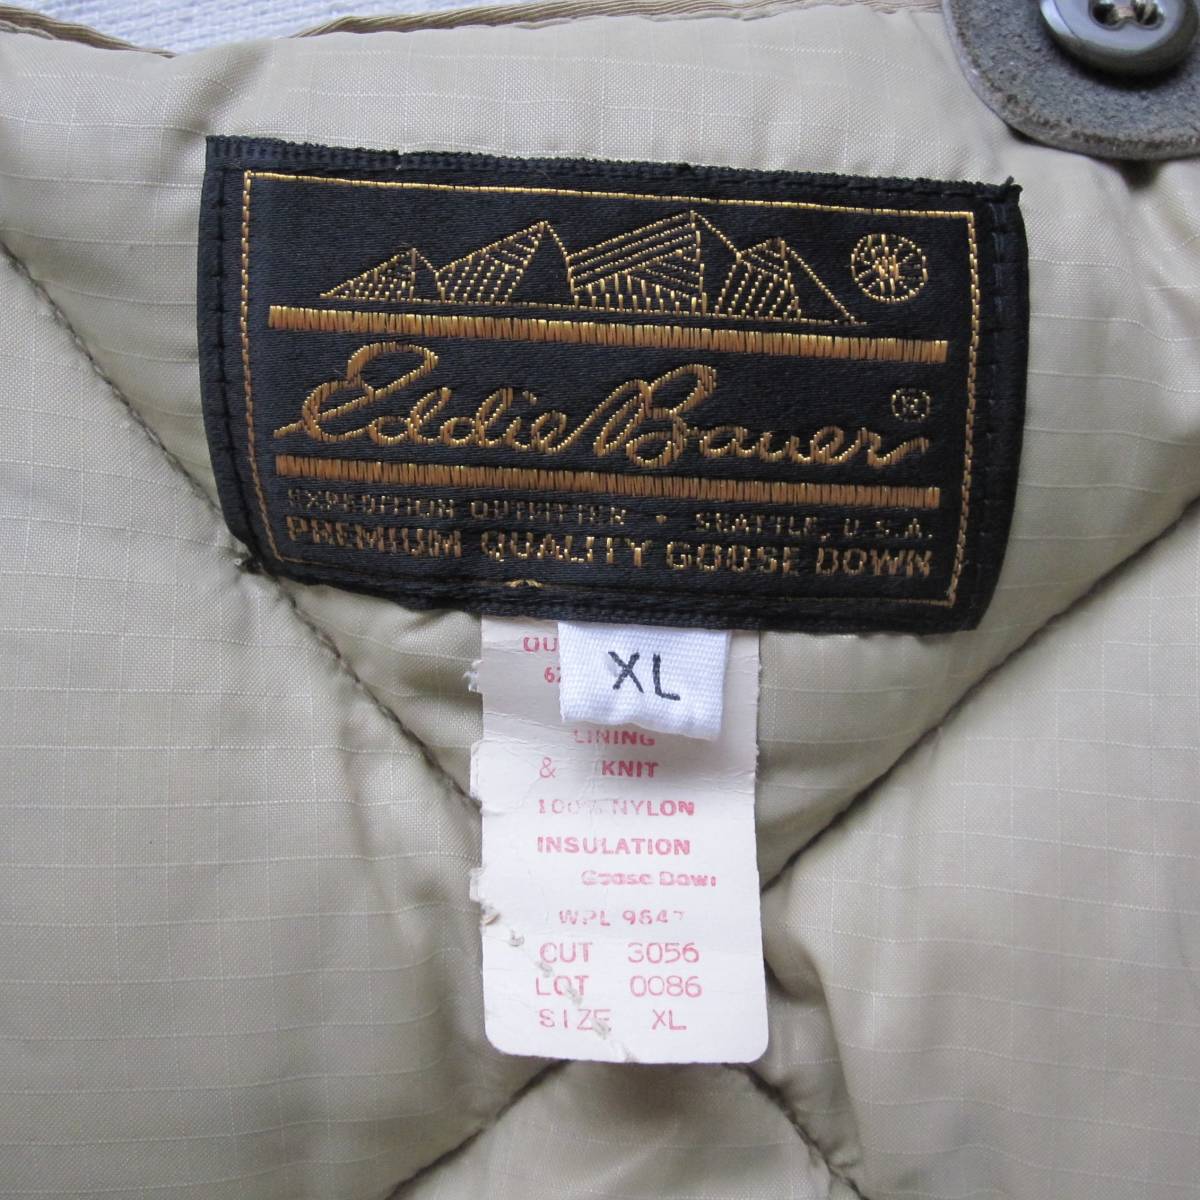 Eddie Bauer ®
EXPEDITION OUTFITTER • SEATTLE, U.S.A.
PREMIUM QUALITY GOOSE DOWN
XL
LINING
& KNIT
100% NYLON
INSULATION
Goose Down
WPL 9647
CUT 3056
LOT 0086
SIZE XL